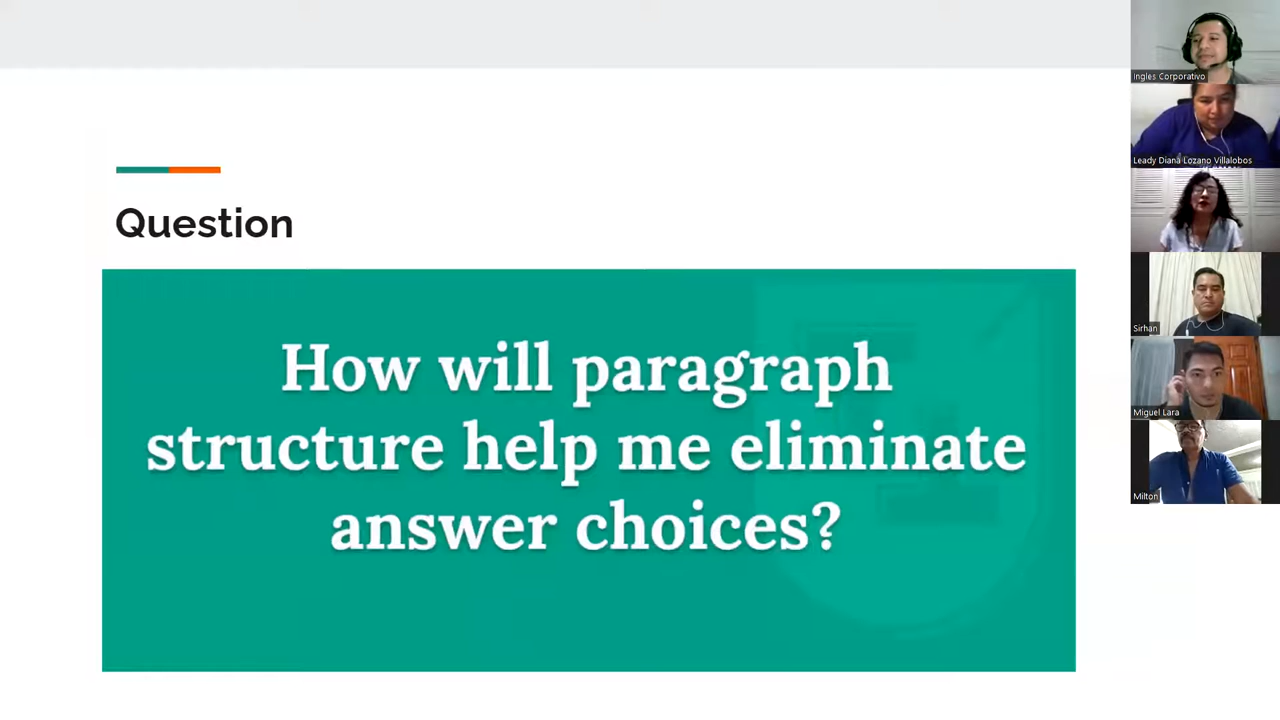 Question
How will paragraph
structure help me eliminate
answer choices?
Ingles Corporativo
Leady Diana Lozano Villalobos
Sirhan
Miguel Lara
Milton